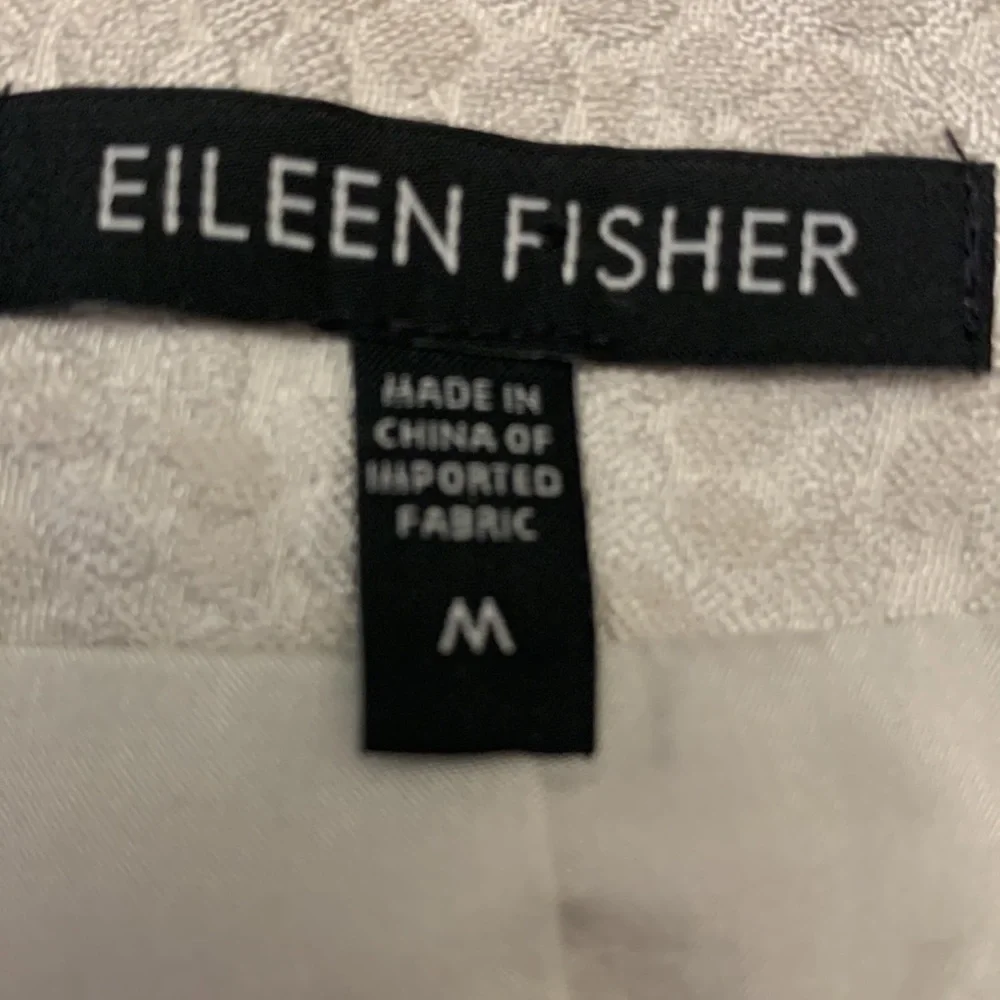 EILEEN FISHER
MADE IN
CHINA OF
IMPORTED
FABRIC
M